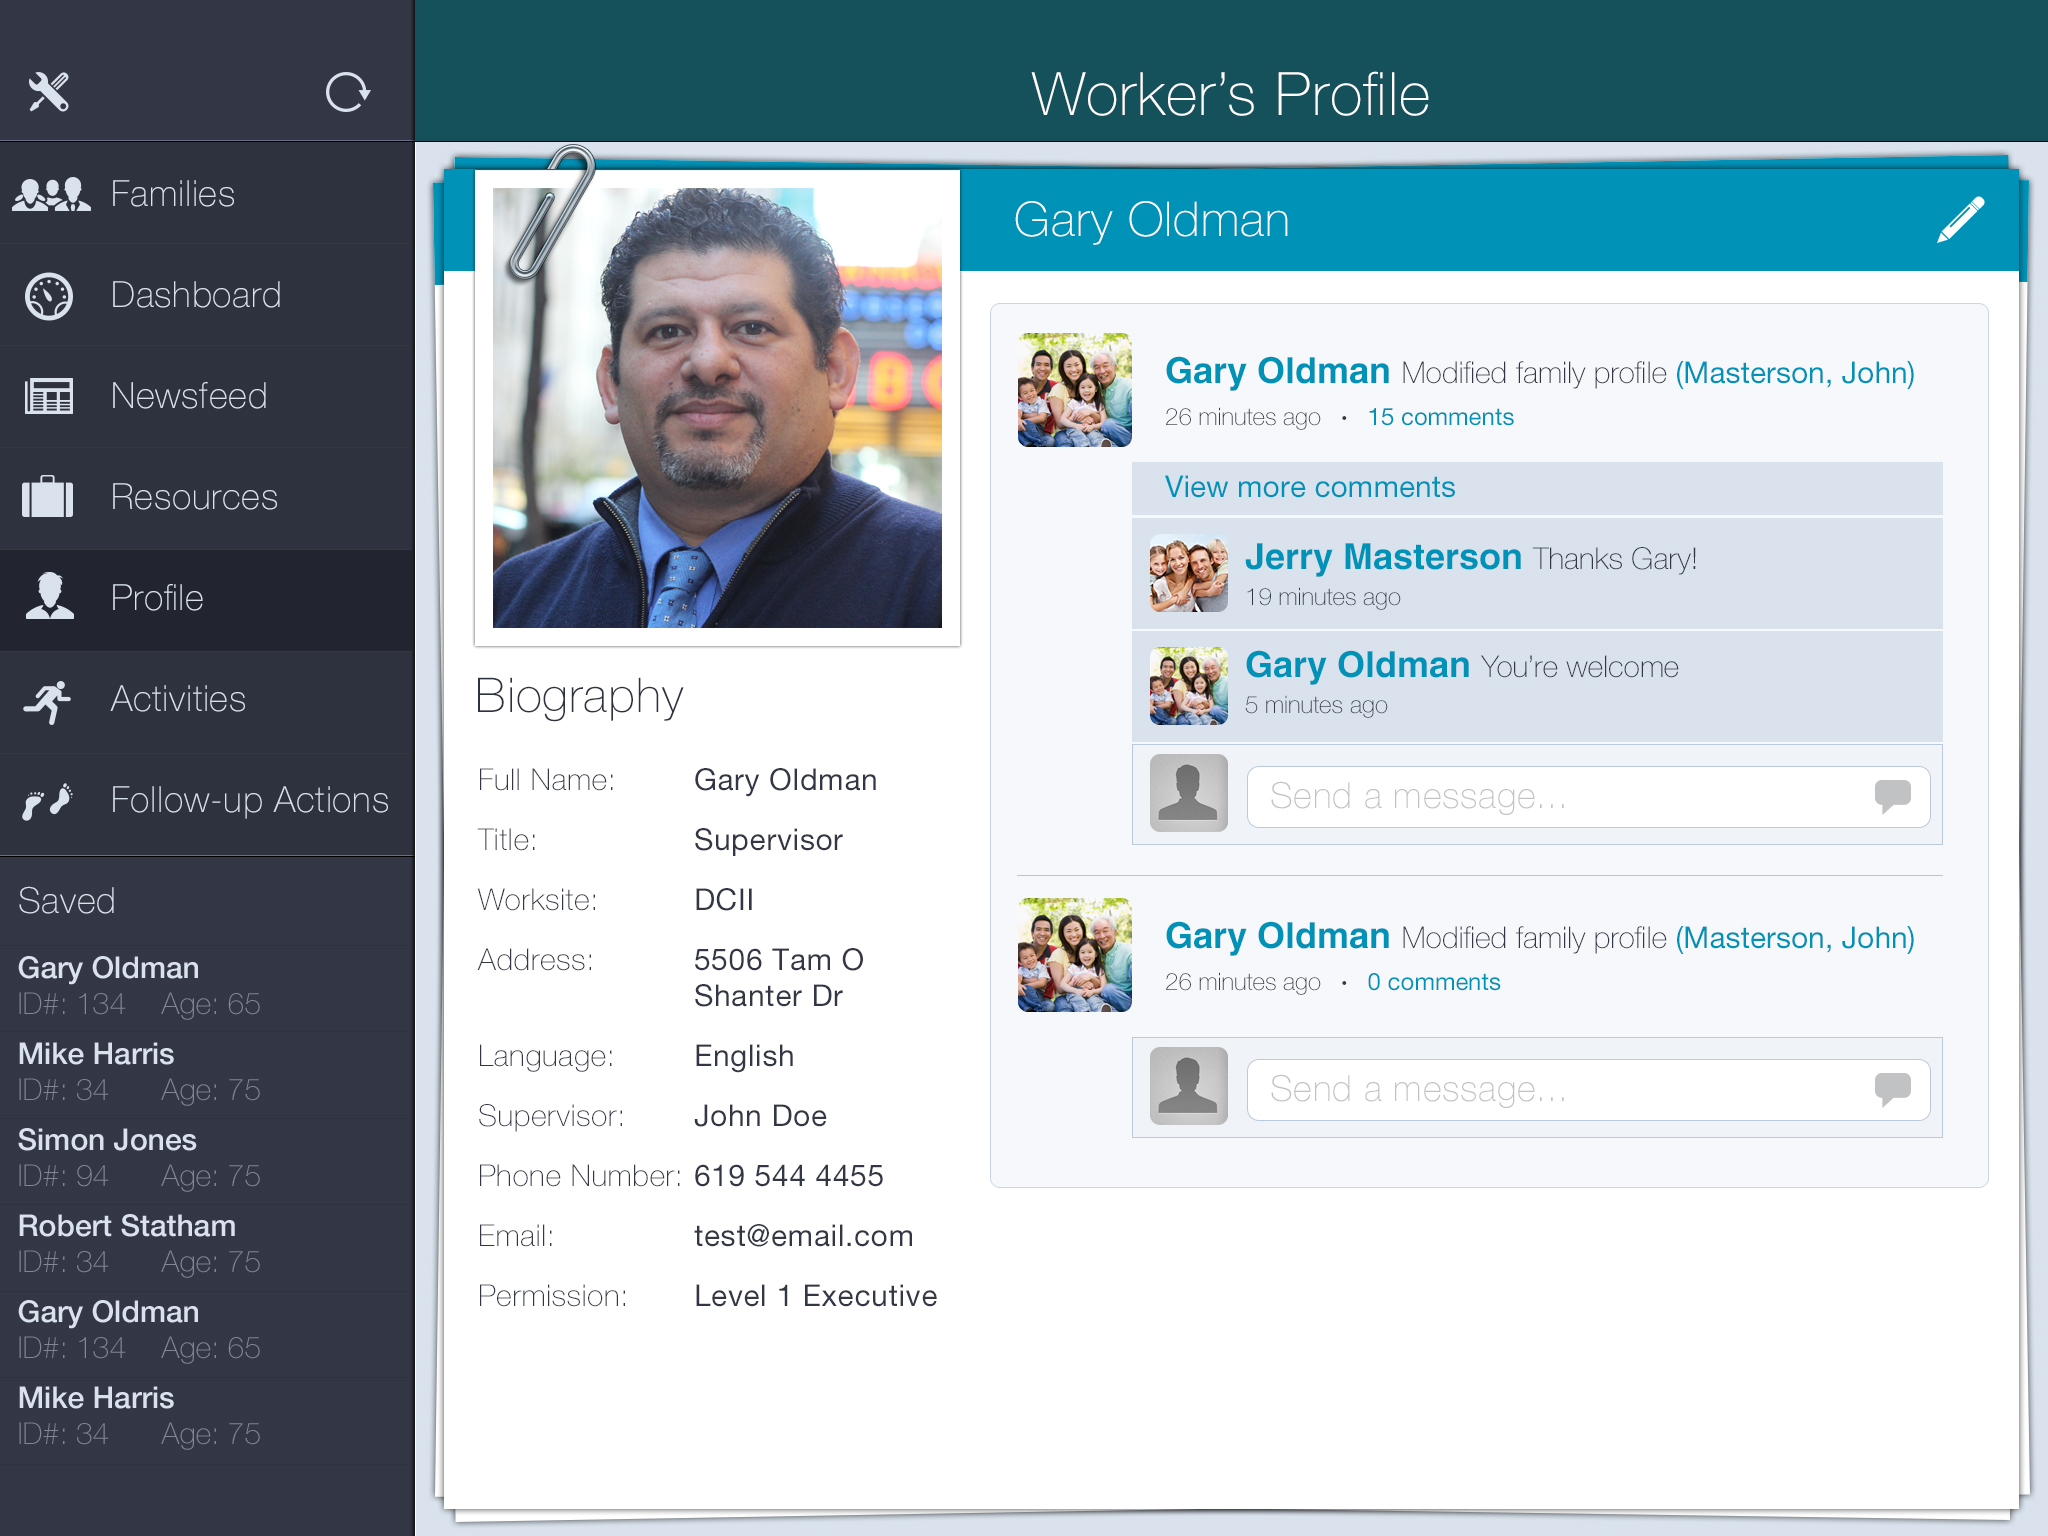 Worker's Profile
Families
Dashboard
Newsfeed
Resources
Profile
Activities
Follow-up Actions
Saved
Gary Oldman
ID#: 134 Age: 65
Mike Harris
ID#: 34 Age: 75
Simon Jones
ID#: 94 Age: 75
Robert Statham
ID#: 34 Age: 75
Gary Oldman
ID#: 134 Age: 65
Mike Harris
ID#: 34 Age: 75
Gary Oldman
Biography
Full Name: Gary Oldman
Title: Supervisor
Worksite: DCII
Address: 5506 Tam O
Shanter Dr
Language: English
Supervisor: John Doe
Phone Number: 619 544 4455
Email: test@email.com
Permission: Level 1 Executive
Gary Oldman Modified family profile (Masterson, John)
26 minutes ago • 15 comments
View more comments
Jerry Masterson Thanks Gary!
19 minutes ago
Gary Oldman You're welcome
5 minutes ago
Send a message...
Gary Oldman Modified family profile (Masterson, John)
26 minutes ago • 0 comments
Send a message...